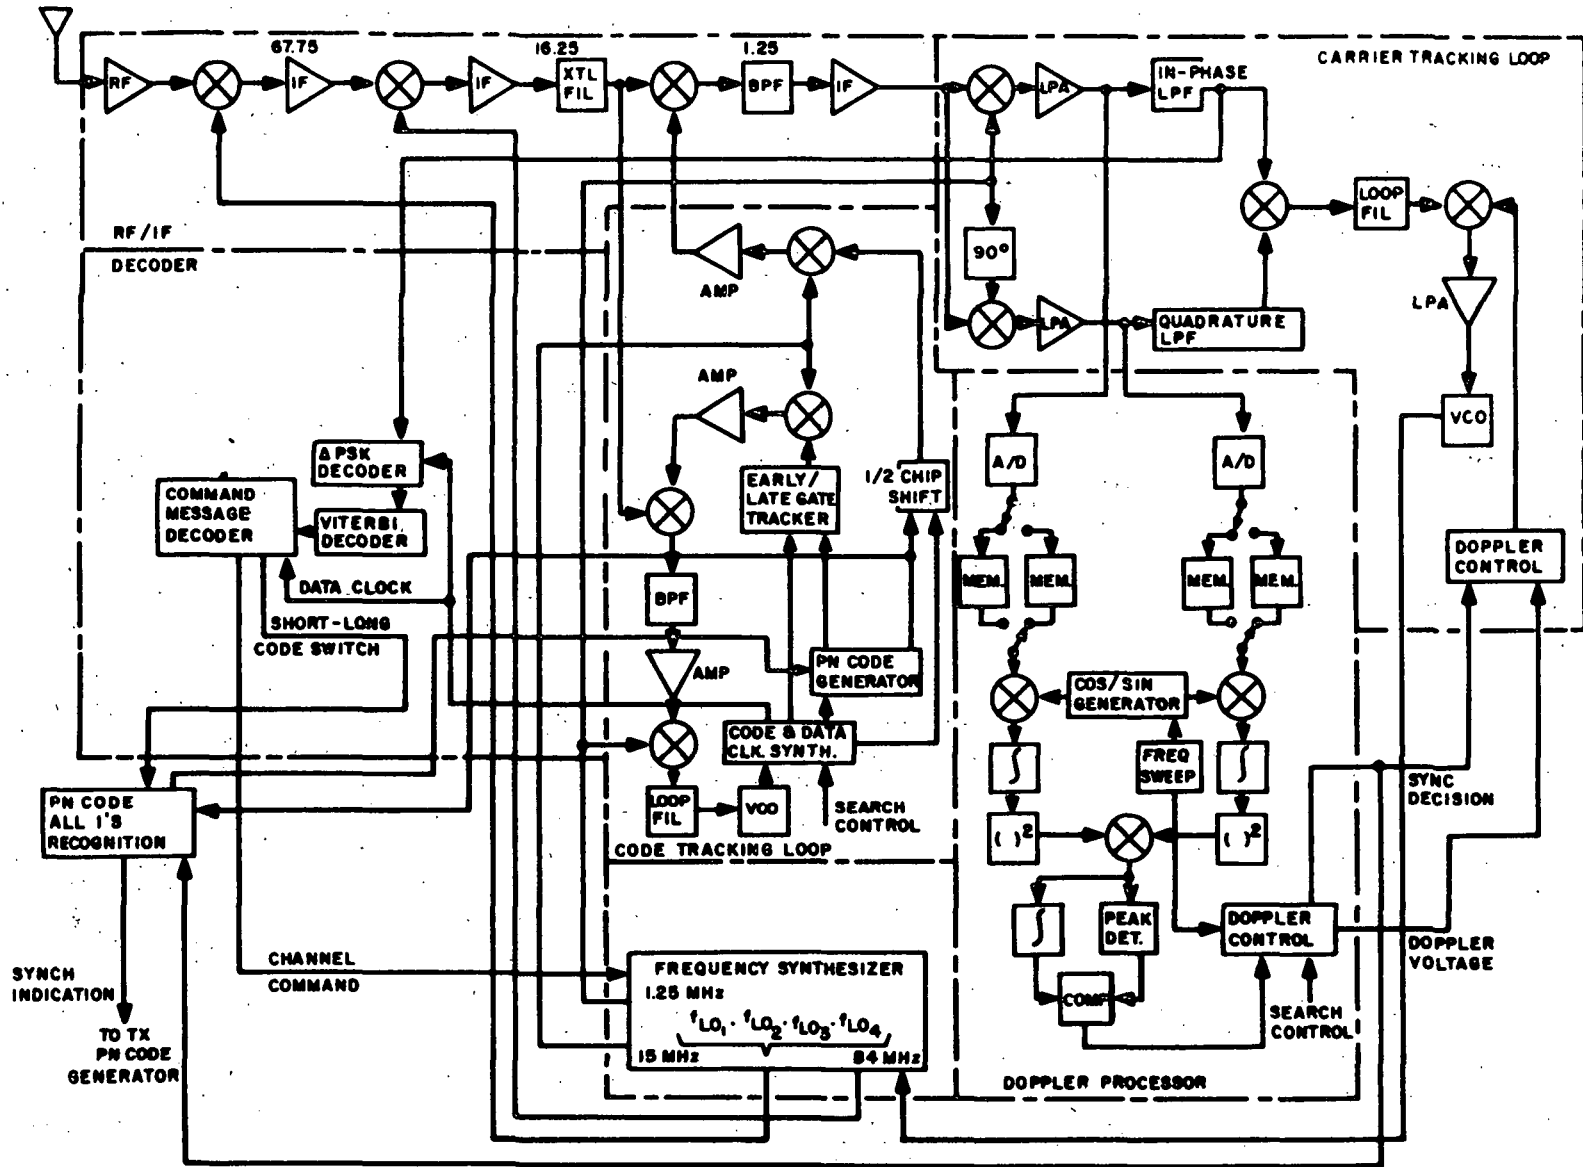 67.75
16.25
1.25
CARRIER TRACKING LOOP
RF
IF
IF
XTL
FIL
BPF
IF
LPA
IN-PHASE
LPF
LOOP
FIL
RF/IF
DECODER
90°
AMP
LPA
QUADRATURE
LPF
LPA
AMP
VCO
Δ PSK
DECODER
A/D
A/D
COMMAND
MESSAGE
DECODER
EARLY/
LATE GATE
TRACKER
1/2 CHIP
SHIFT
VITERBI
DECODER
DOPPLER
CONTROL
MEM.
MEM.
MEM.
MEM.
DATA CLOCK
BPF
SHORT-LONG
CODE SWITCH
AMP
PN CODE
GENERATOR
COS/SIN
GENERATOR
CODE & DATA
CLK. SYNTH.
∫
FREQ
SWEEP
∫
SYNC
DECISION
PN CODE
ALL 1'S
RECOGNITION
LOOP
FIL
VCO
SEARCH
CONTROL
( )²
( )²
CODE TRACKING LOOP
∫
PEAK
DET.
DOPPLER
CONTROL
DOPPLER
VOLTAGE
CHANNEL
COMMAND
FREQUENCY SYNTHESIZER
1.25 MHz
fLO1 · fLO2 · fLO3 · fLO4
15 MHz
84 MHz
COMP
SEARCH
CONTROL
SYNCH
INDICATION
TO TX
PN CODE
GENERATOR
DOPPLER PROCESSOR